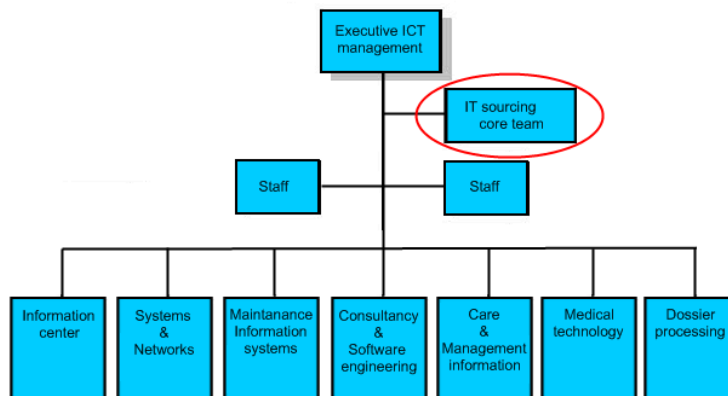 Executive ICT
management
IT sourcing
core team
Staff
Staff
Information
center
Systems
&
Networks
Maintanance
Information
systems
Consultancy
&
Software
engineering
Care
&
Management
information
Medical
technology
Dossier
processing